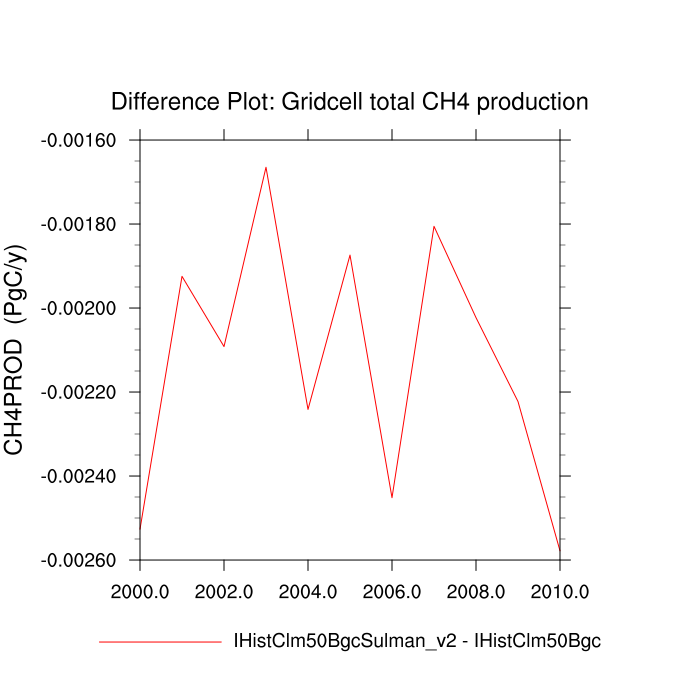 Difference Plot: Gridcell total CH4 production
-0.00160
-0.00180
-0.00200
-0.00220
-0.00240
-0.00260
CH4PROD (PgC/y)
2000.0 2002.0 2004.0 2006.0 2008.0 2010.0
IHistClm50BgcSulman_v2 - IHistClm50Bgc